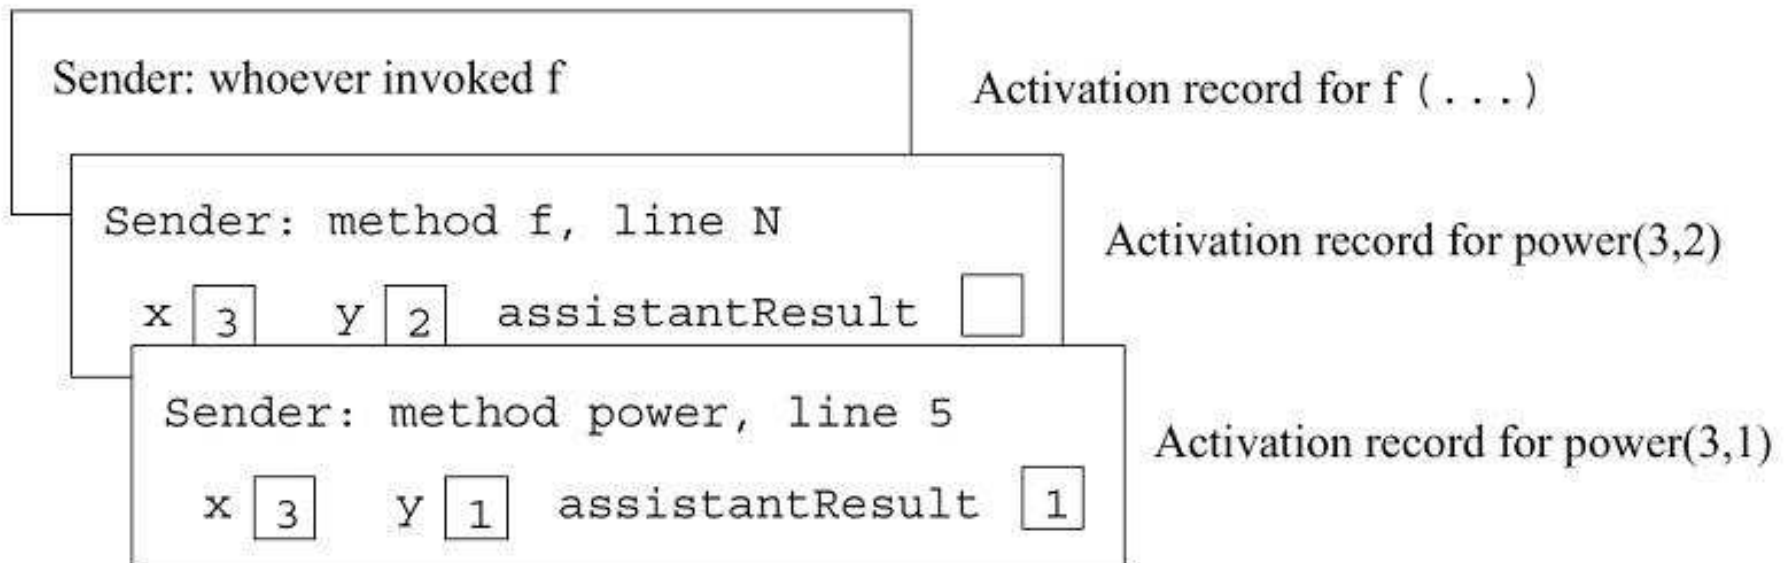 Sender: whoever invoked f
Activation record for f (...)
Sender: method f, line N
Activation record for power(3,2)
x 3 y 2 assistantResult
Sender: method power, line 5
Activation record for power(3,1)
x 3 y 1 assistantResult 1